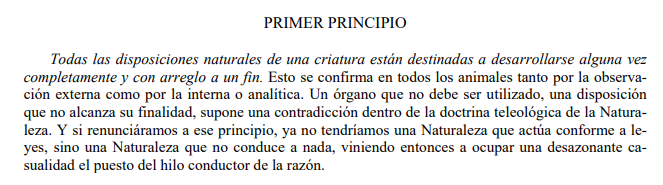 PRIMER PRINCIPIO
Todas las disposiciones naturales de una criatura están destinadas a desarrollarse alguna vez
completamente y con arreglo a un fin. Esto se confirma en todos los animales tanto por la observa-
ción externa como por la interna o analítica. Un órgano que no debe ser utilizado, una disposición
que no alcanza su finalidad, supone una contradicción dentro de la doctrina teleológica de la Natura-
leza. Y si renunciáramos a ese principio, ya no tendríamos una Naturaleza que actúa conforme a le-
yes, sino una Naturaleza que no conduce a nada, viniendo entonces a ocupar una desazonante ca-
sualidad el puesto del hilo conductor de la razón.